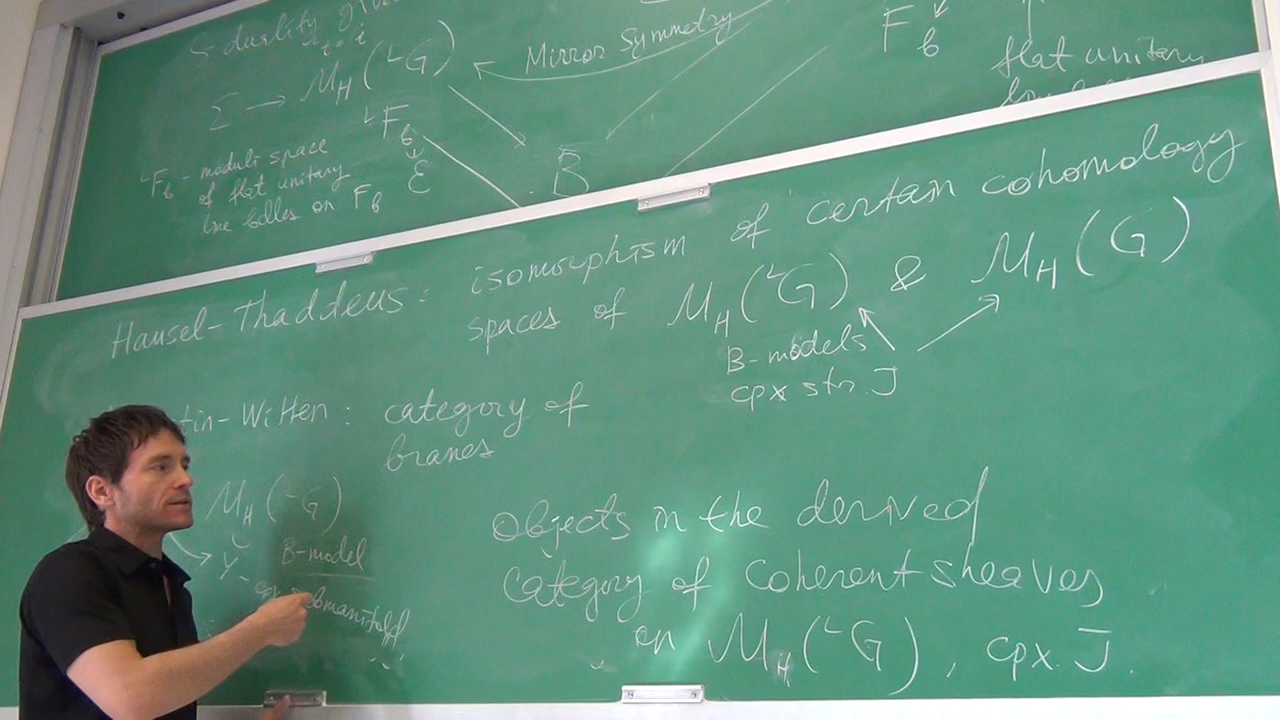 S-duality
M_H(ᴸG)
Mirror Symmetry
F_b
flat unitary
Σ →
ᴸF_b
Σ
B
ᴸF_b - moduli space
of flat unitary
line bdles on F_b
Hausel-Thaddeus: isomorphism of certain cohomology
spaces of M_H(ᴸG) & M_H(G)
B-models
cpx str. J
tin-Witten: category of
branes
M_H(ᴸG)
B-model
Y -
submanifold
Objects in the derived
category of coherent sheaves
on M_H(ᴸG), cpx. J.